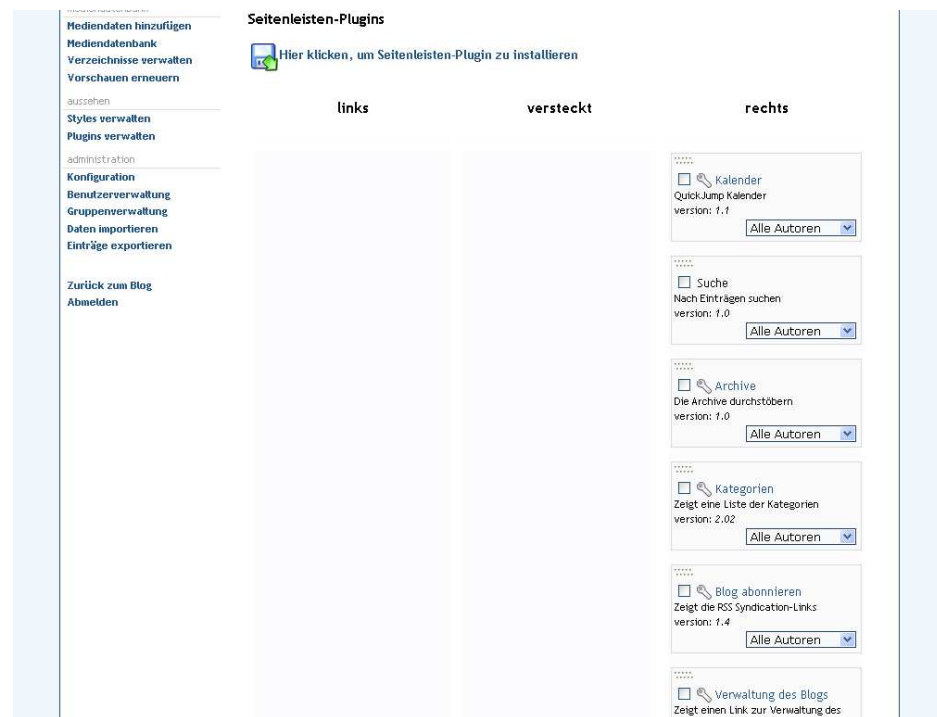 Mediendatenbank
Mediendaten hinzufügen
Mediendatenbank
Verzeichnisse verwalten
Vorschauen erneuern
aussehen
Styles verwalten
Plugins verwalten
administration
Konfiguration
Benutzerverwaltung
Gruppenverwaltung
Daten importieren
Einträge exportieren
Zurück zum Blog
Abmelden
Seitenleisten-Plugins
Hier klicken, um Seitenleisten-Plugin zu installieren
links
versteckt
rechts
Kalender
QuickJump Kalender
version: 1.1
Alle Autoren
Suche
Nach Einträgen suchen
version: 1.0
Alle Autoren
Archive
Die Archive durchstöbern
version: 1.0
Alle Autoren
Kategorien
Zeigt eine Liste der Kategorien
version: 2.02
Alle Autoren
Blog abonnieren
Zeigt die RSS Syndication-Links
version: 1.4
Alle Autoren
Verwaltung des Blogs
Zeigt einen Link zur Verwaltung des